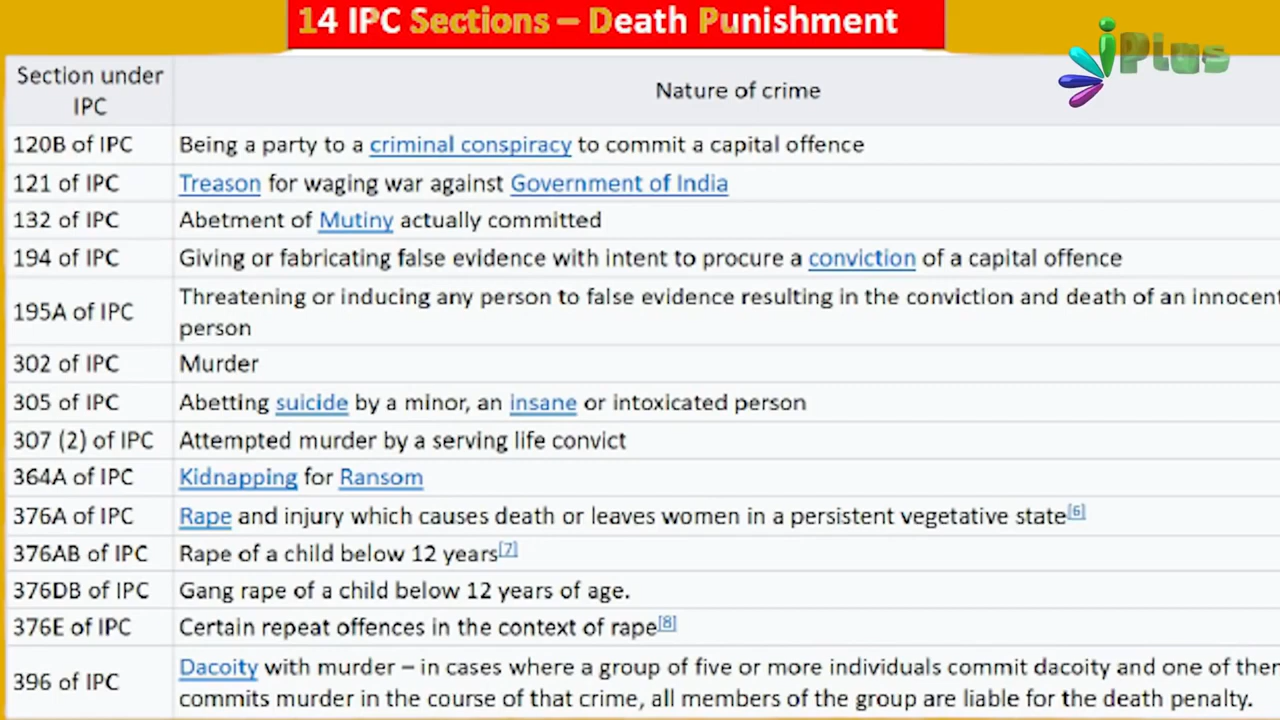 14 IPC Sections – Death Punishment
iPlus
Section under
IPC
Nature of crime
120B of IPC
Being a party to a criminal conspiracy to commit a capital offence
121 of IPC
Treason for waging war against Government of India
132 of IPC
Abetment of Mutiny actually committed
194 of IPC
Giving or fabricating false evidence with intent to procure a conviction of a capital offence
195A of IPC
Threatening or inducing any person to false evidence resulting in the conviction and death of an innocent
person
302 of IPC
Murder
305 of IPC
Abetting suicide by a minor, an insane or intoxicated person
307 (2) of IPC
Attempted murder by a serving life convict
364A of IPC
Kidnapping for Ransom
376A of IPC
Rape and injury which causes death or leaves women in a persistent vegetative state[6]
376AB of IPC
Rape of a child below 12 years[7]
376DB of IPC
Gang rape of a child below 12 years of age.
376E of IPC
Certain repeat offences in the context of rape[8]
396 of IPC
Dacoity with murder – in cases where a group of five or more individuals commit dacoity and one of them
commits murder in the course of that crime, all members of the group are liable for the death penalty.